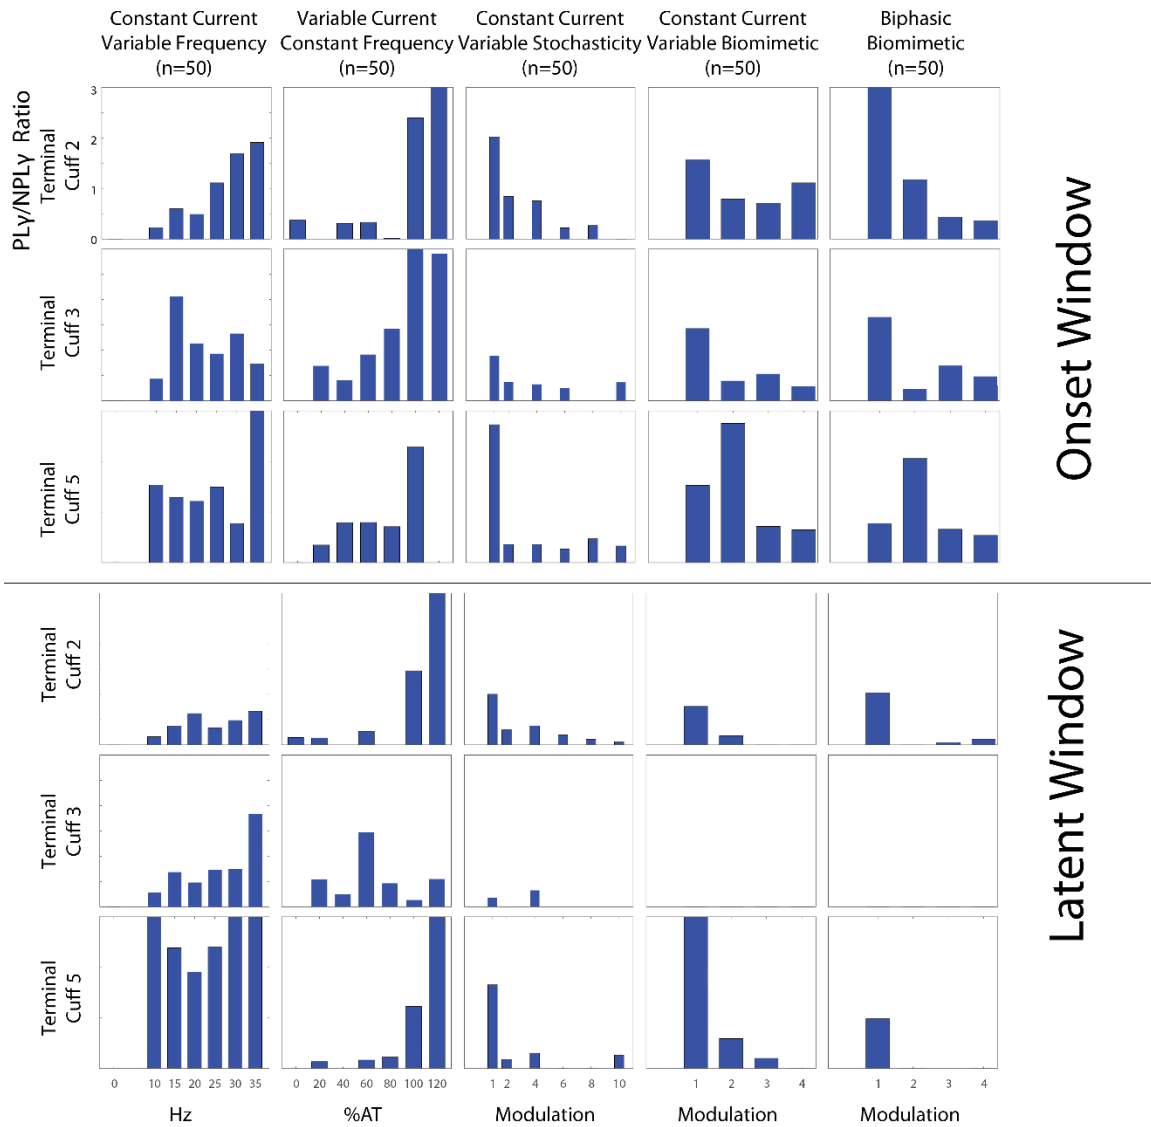 Constant Current
Variable Frequency
(n=50)
Variable Current
Constant Frequency
(n=50)
Constant Current
Variable Stochasticity
(n=50)
Constant Current
Variable Biomimetic
(n=50)
Biphasic
Biomimetic
(n=50)
PLγ/NPLγ Ratio
Terminal
Cuff 2
3
2
1
0
Terminal
Cuff 3
Terminal
Cuff 5
Onset Window
Terminal
Cuff 2
Terminal
Cuff 3
Terminal
Cuff 5
Latent Window
0 10 15 20 25 30 35
0 20 40 60 80 100 120
1 2 4 6 8 10
1 2 3 4
1 2 3 4
Hz
%AT
Modulation
Modulation
Modulation